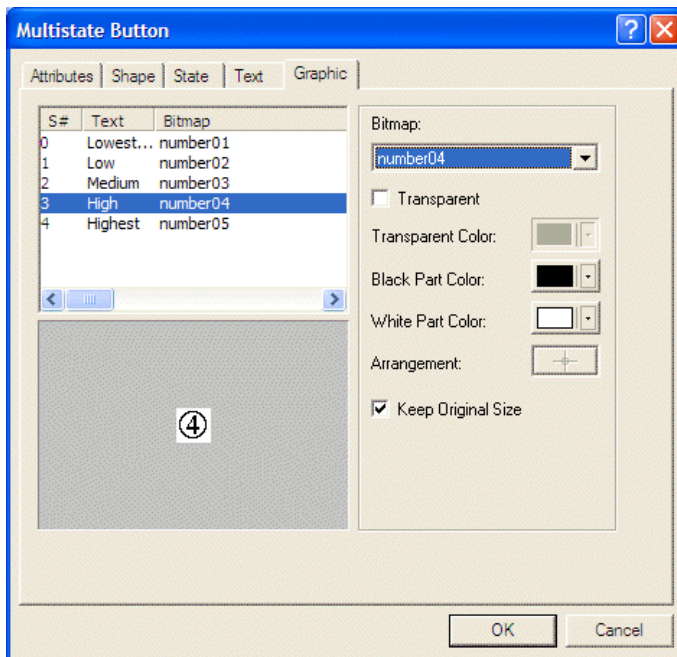 Multistate Button
Attributes Shape State Text Graphic
S# Text Bitmap
0 Lowest... number01
1 Low number02
2 Medium number03
3 High number04
4 Highest number05
④
Bitmap:
number04
Transparent
Transparent Color:
Black Part Color:
White Part Color:
Arrangement:
Keep Original Size
OK Cancel